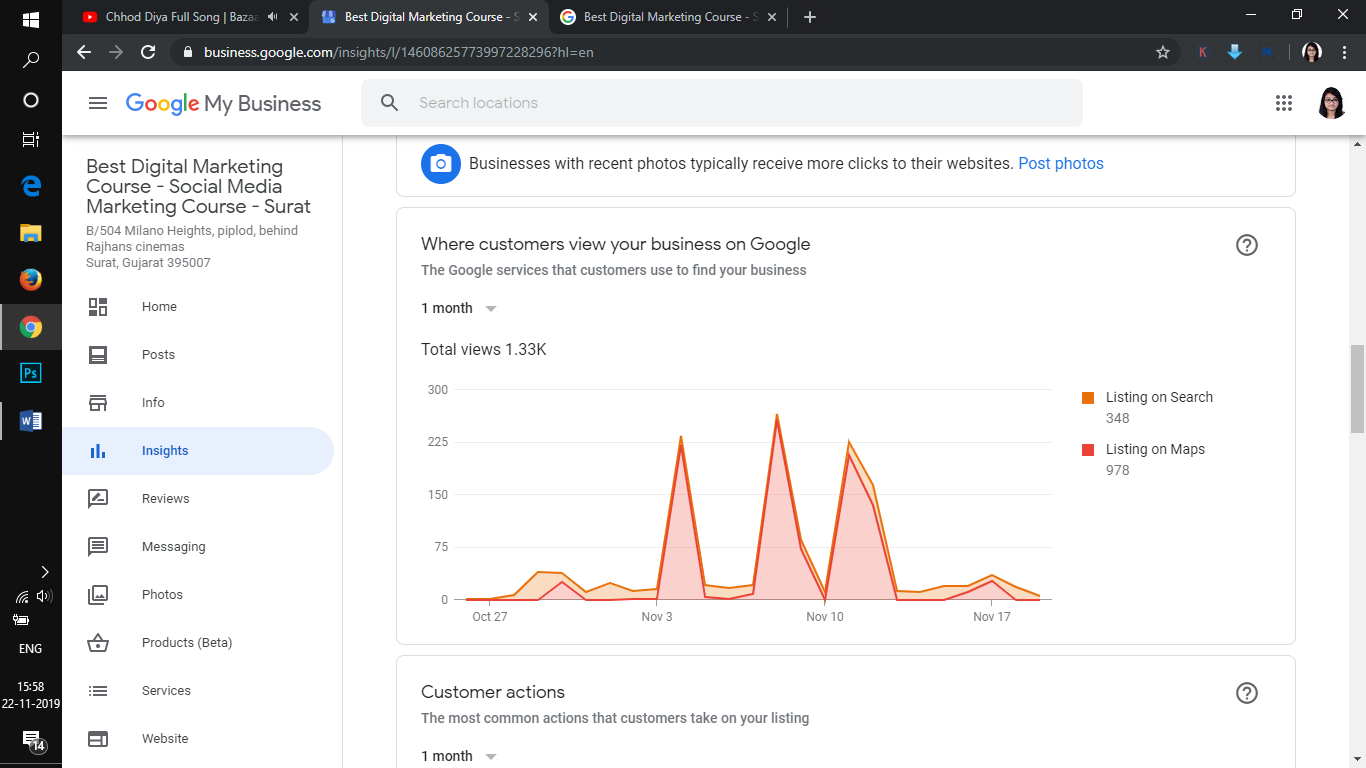 Chhod Diya Full Song | Bazaa
Best Digital Marketing Course - S
Best Digital Marketing Course - S
business.google.com/insights/l/14608625773997228296?hl=en
K
N
Google My Business
Search locations
Best Digital Marketing
Course - Social Media
Marketing Course - Surat
B/504 Milano Heights, piplod, behind
Rajhans cinemas
Surat, Gujarat 395007
Home
Posts
Info
Insights
Reviews
Messaging
Photos
Products (Beta)
Services
Website
Businesses with recent photos typically receive more clicks to their websites. Post photos
Where customers view your business on Google
The Google services that customers use to find your business
1 month
Total views 1.33K
300
225
150
75
0
Oct 27
Nov 3
Nov 10
Nov 17
Listing on Search
348
Listing on Maps
978
Customer actions
The most common actions that customers take on your listing
1 month
Ps
W
ENG
15:58
22-11-2019
14